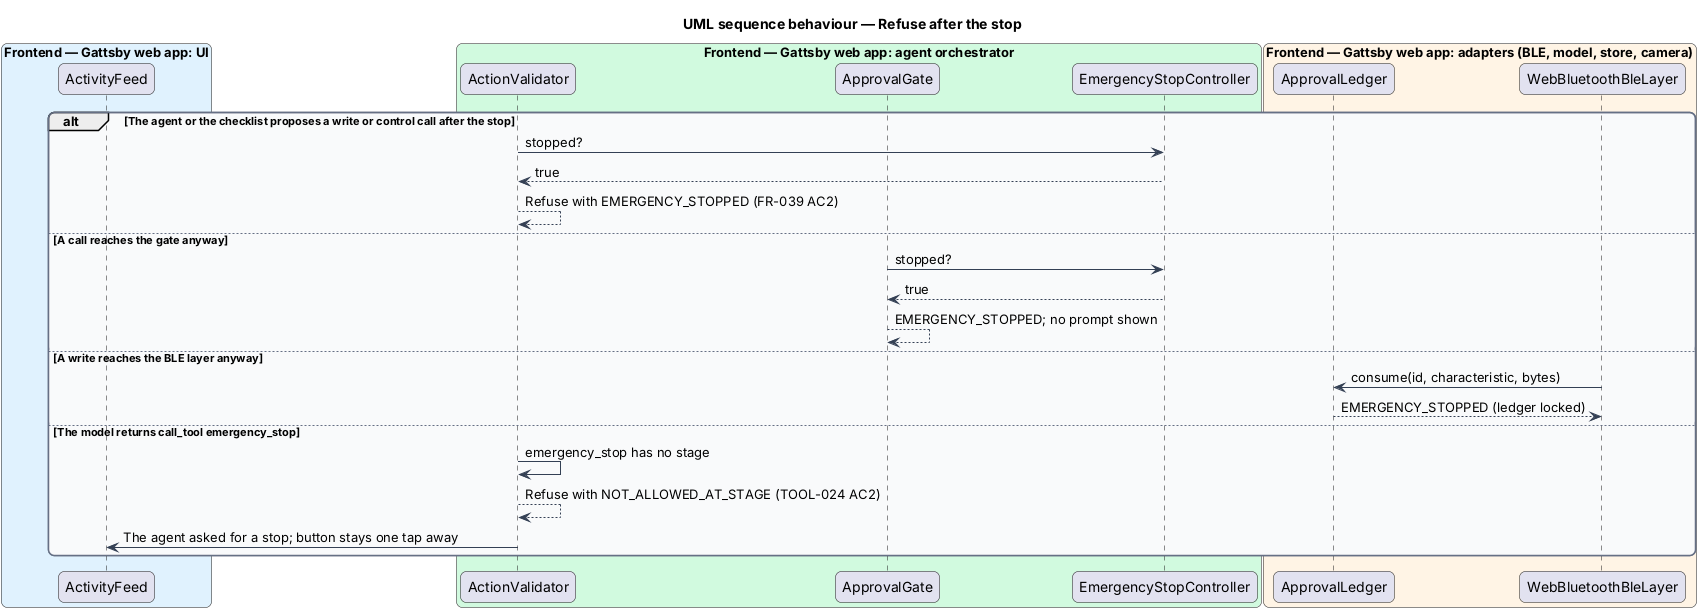 UML sequence behaviour — Refuse after the stop
Frontend — Gattsby web app: UI
Frontend — Gattsby web app: agent orchestrator
Frontend — Gattsby web app: adapters (BLE, model, store, camera)
ActivityFeed
ActionValidator
ApprovalGate
EmergencyStopController
ApprovalLedger
WebBluetoothBleLayer
alt
[The agent or the checklist proposes a write or control call after the stop]
stopped?
true
Refuse with EMERGENCY_STOPPED (FR-039 AC2)
[A call reaches the gate anyway]
stopped?
true
EMERGENCY_STOPPED; no prompt shown
[A write reaches the BLE layer anyway]
consume(id, characteristic, bytes)
EMERGENCY_STOPPED (ledger locked)
[The model returns call_tool emergency_stop]
emergency_stop has no stage
Refuse with NOT_ALLOWED_AT_STAGE (TOOL-024 AC2)
The agent asked for a stop; button stays one tap away
ActivityFeed
ActionValidator
ApprovalGate
EmergencyStopController
ApprovalLedger
WebBluetoothBleLayer